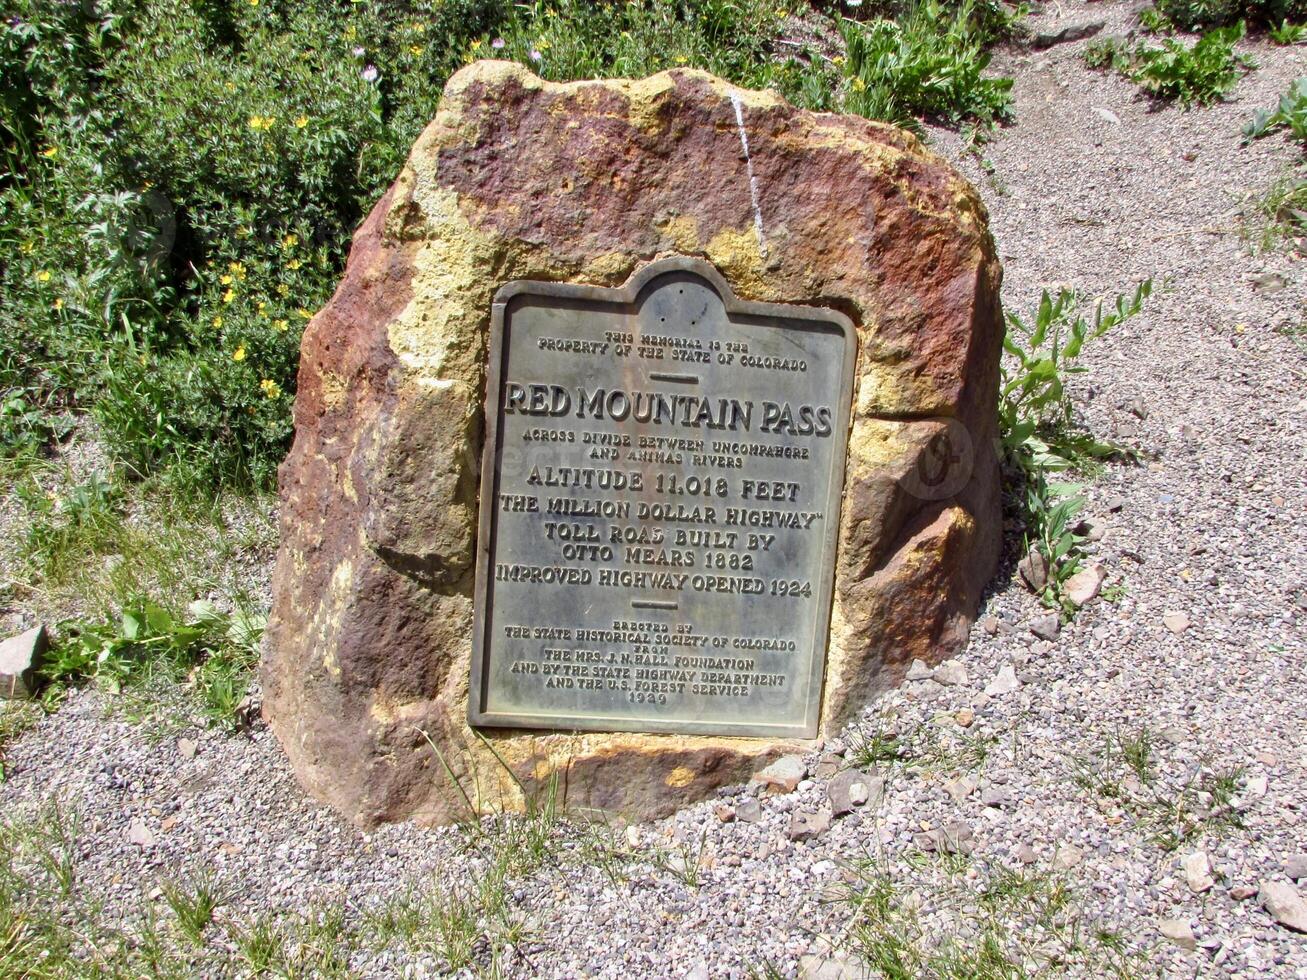 THIS MEMORIAL IS THE
PROPERTY OF THE STATE OF COLORADO
RED MOUNTAIN PASS
ACROSS DIVIDE BETWEEN UNCOMPAHGRE
AND ANIMAS RIVERS
ALTITUDE 11,018 FEET
THE MILLION DOLLAR HIGHWAY"
TOLL ROAD BUILT BY
OTTO MEARS 1882
IMPROVED HIGHWAY OPENED 1924
ERECTED BY
THE STATE HISTORICAL SOCIETY OF COLORADO
FROM
THE MRS. J. N. HALL FOUNDATION
AND BY THE STATE HIGHWAY DEPARTMENT
AND THE U.S. FOREST SERVICE
1929